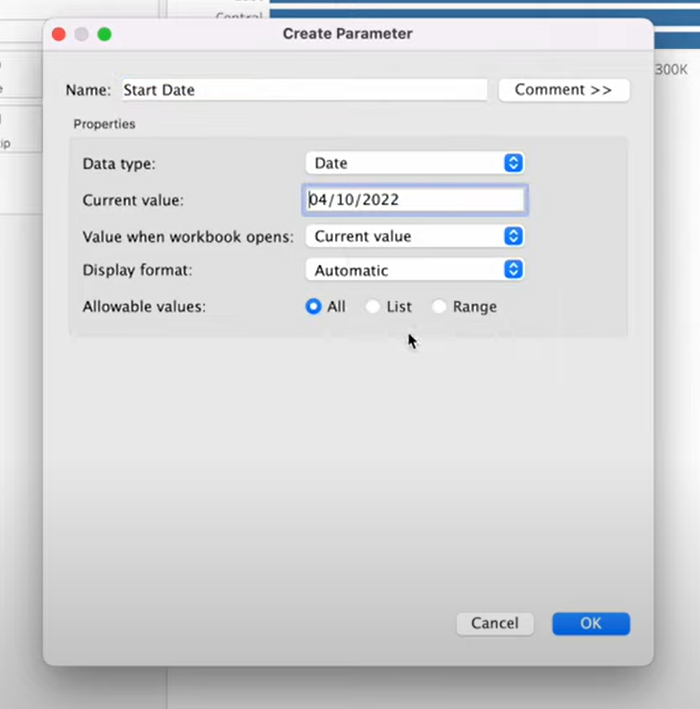 Central
Create Parameter
300K
Name: Start Date Comment >>
Properties
Data type: Date
Current value: 04/10/2022
Value when workbook opens: Current value
Display format: Automatic
Allowable values: All List Range
ip
Cancel OK